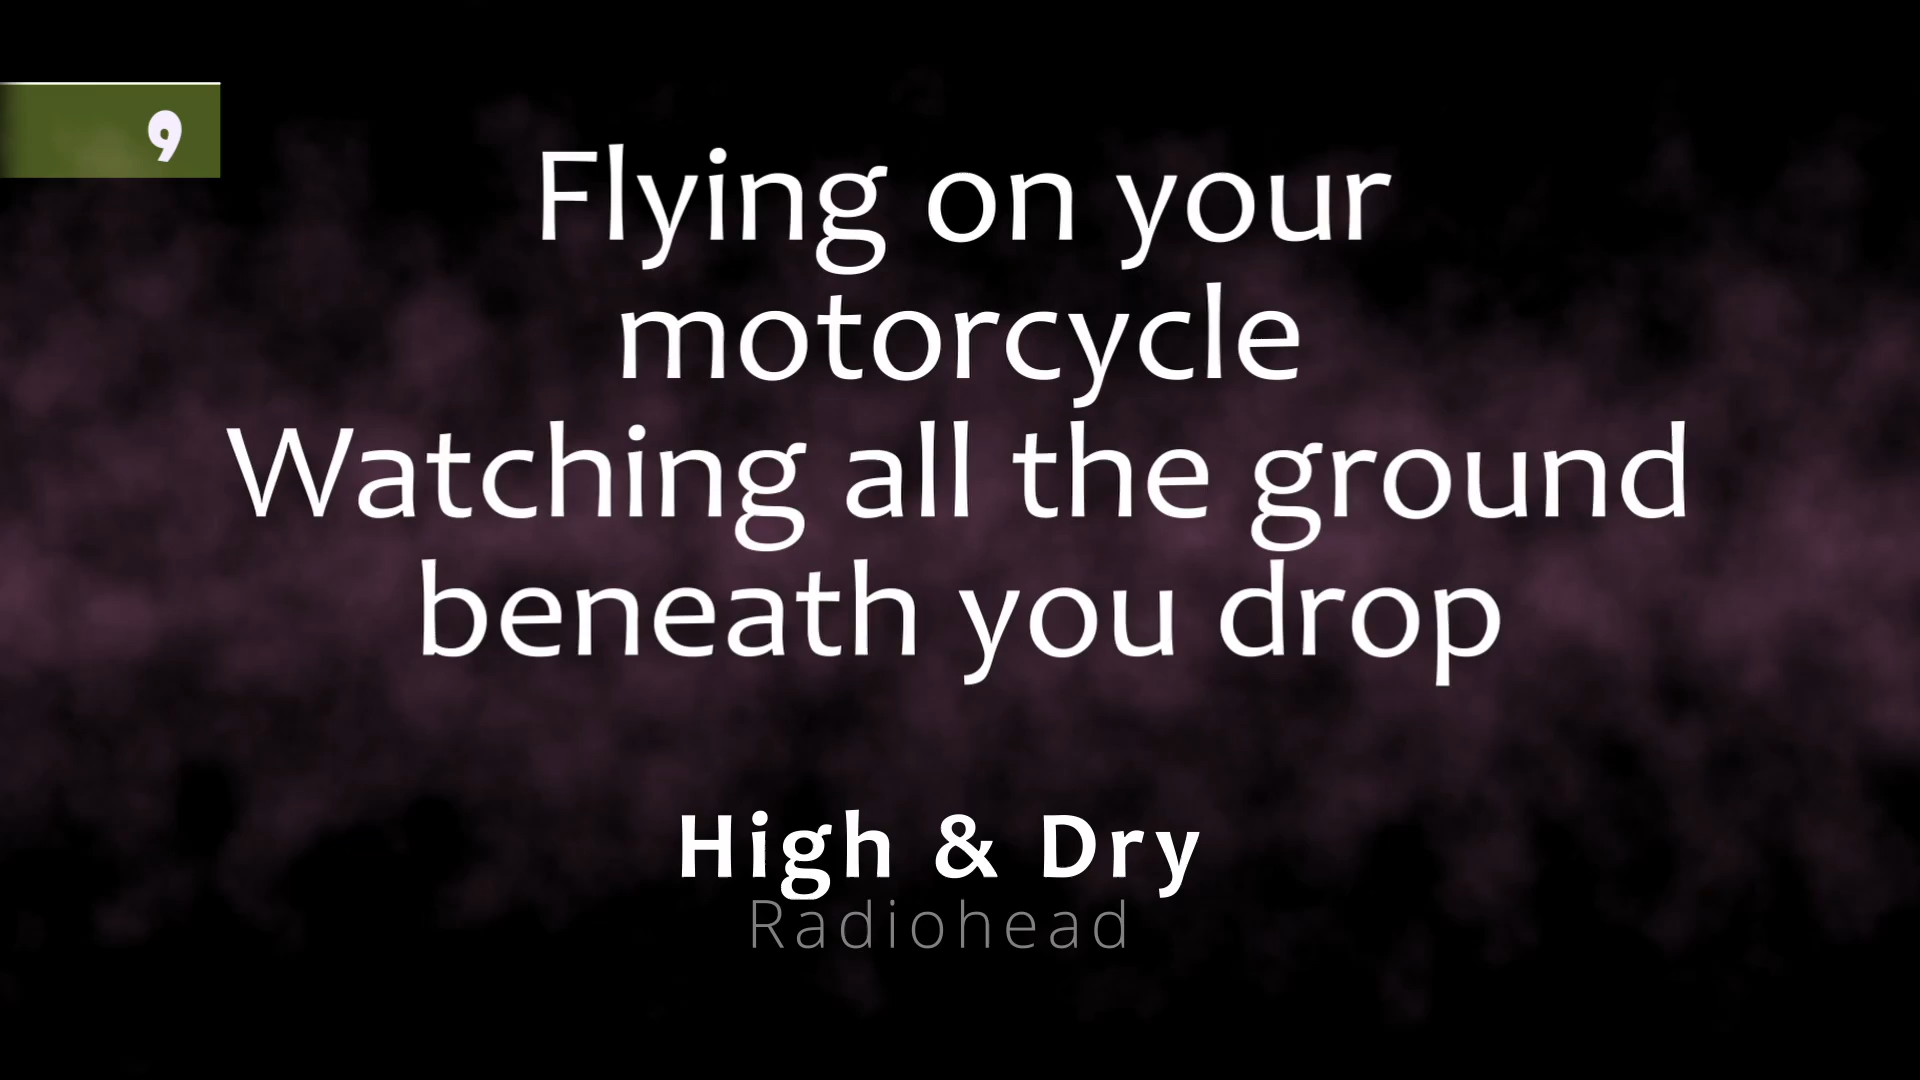 9
Flying on your
motorcycle
Watching all the ground
beneath you drop
High & Dry
Radiohead